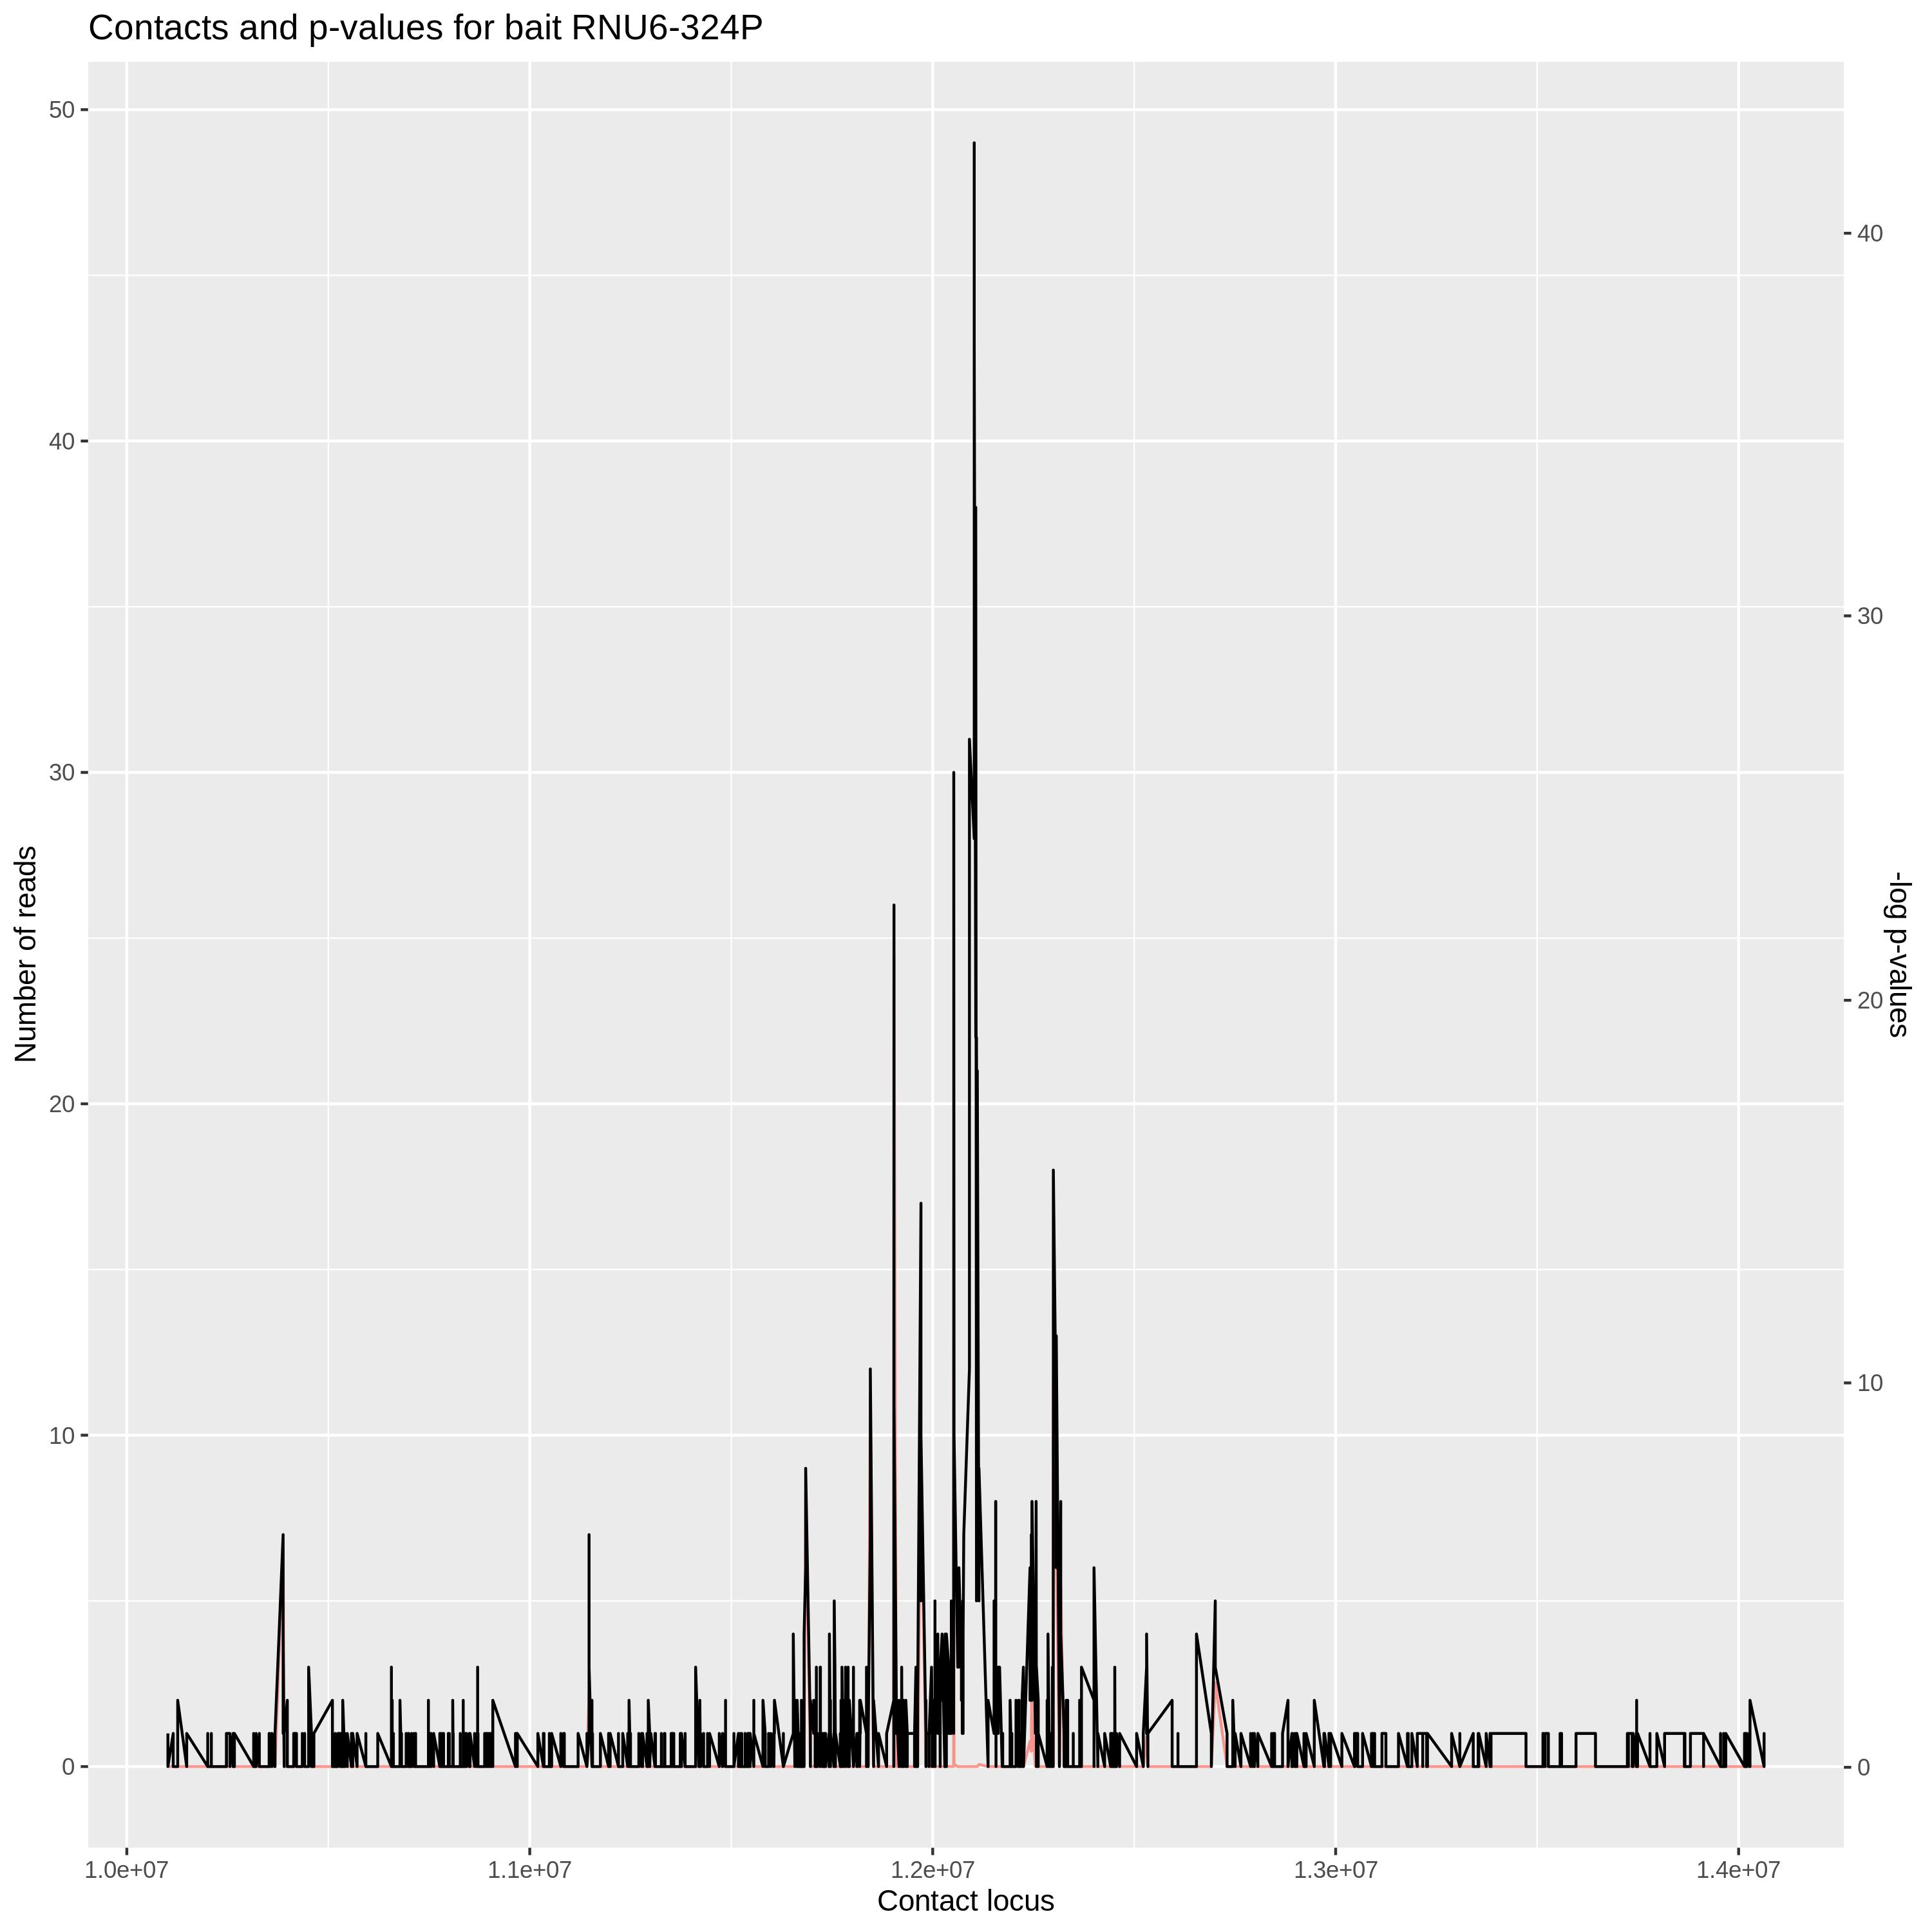 Contacts and p-values for bait RNU6-324P
50
40
30
20
10
0
Number of reads
40
30
20
10
0
-log p-values
1.0e+07
1.1e+07
1.2e+07
1.3e+07
1.4e+07
Contact locus